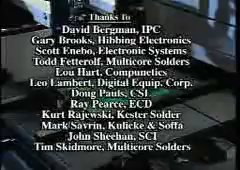 Thanks To
David Bergman, IPC
Gary Brooks, Hibbing Electronics
Scott Enebo, Electronic Systems
Todd Fetterolf, Multicore Solders
Lou Hart, Compunetics
Leo Lambert, Digital Equip. Corp.
Doug Pauls, CSL
Ray Pearce, ECD
Kurt Rajewski, Kester Solder
Mark Savrin, Kulicke & Soffa
John Sheehan, SCI
Tim Skidmore, Multicore Solders